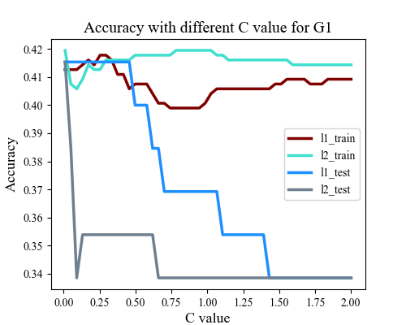 Accuracy with different C value for G1
0.42
0.41
0.40
0.39
0.38
0.37
0.36
0.35
0.34
Accuracy
l1_train
l2_train
l1_test
l2_test
0.00 0.25 0.50 0.75 1.00 1.25 1.50 1.75 2.00
C value